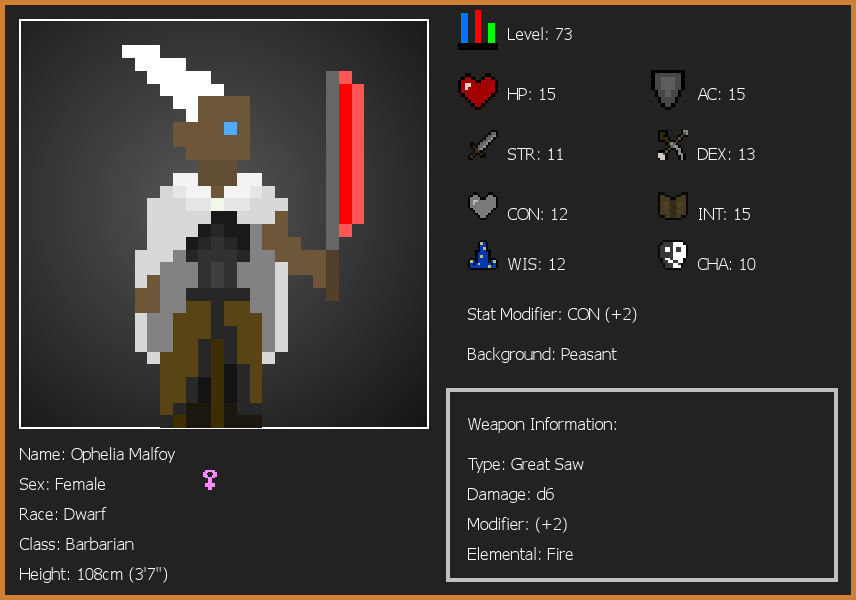 Level: 73
HP: 15
AC: 15
STR: 11
DEX: 13
CON: 12
INT: 15
WIS: 12
CHA: 10
Stat Modifier: CON (+2)
Background: Peasant
Weapon Information:
Type: Great Saw
Damage: d6
Modifier: (+2)
Elemental: Fire
Name: Ophelia Malfoy
Sex: Female
Race: Dwarf
Class: Barbarian
Height: 108cm (3'7")